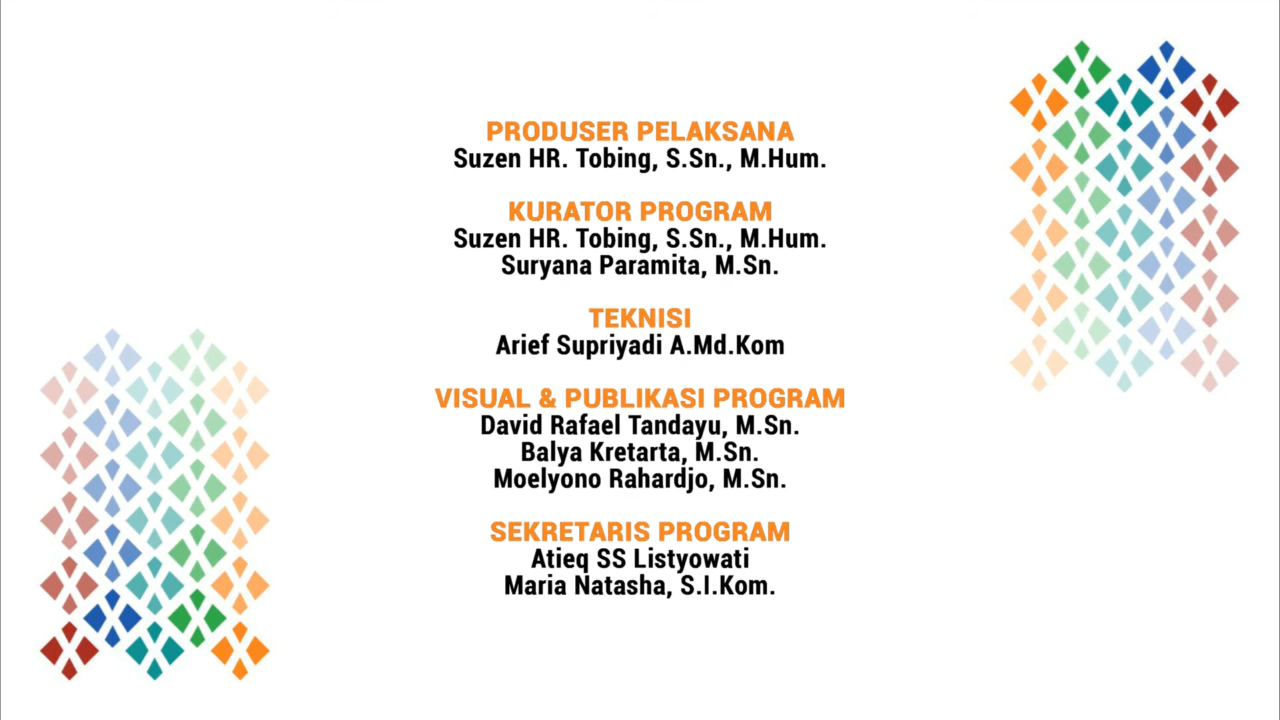 PRODUSER PELAKSANA
Suzen HR. Tobing, S.Sn., M.Hum.
KURATOR PROGRAM
Suzen HR. Tobing, S.Sn., M.Hum.
Suryana Paramita, M.Sn.
TEKNISI
Arief Supriyadi A.Md.Kom
VISUAL & PUBLIKASI PROGRAM
David Rafael Tandayu, M.Sn.
Balya Kretarta, M.Sn.
Moelyono Rahardjo, M.Sn.
SEKRETARIS PROGRAM
Atieq SS Listyowati
Maria Natasha, S.I.Kom.